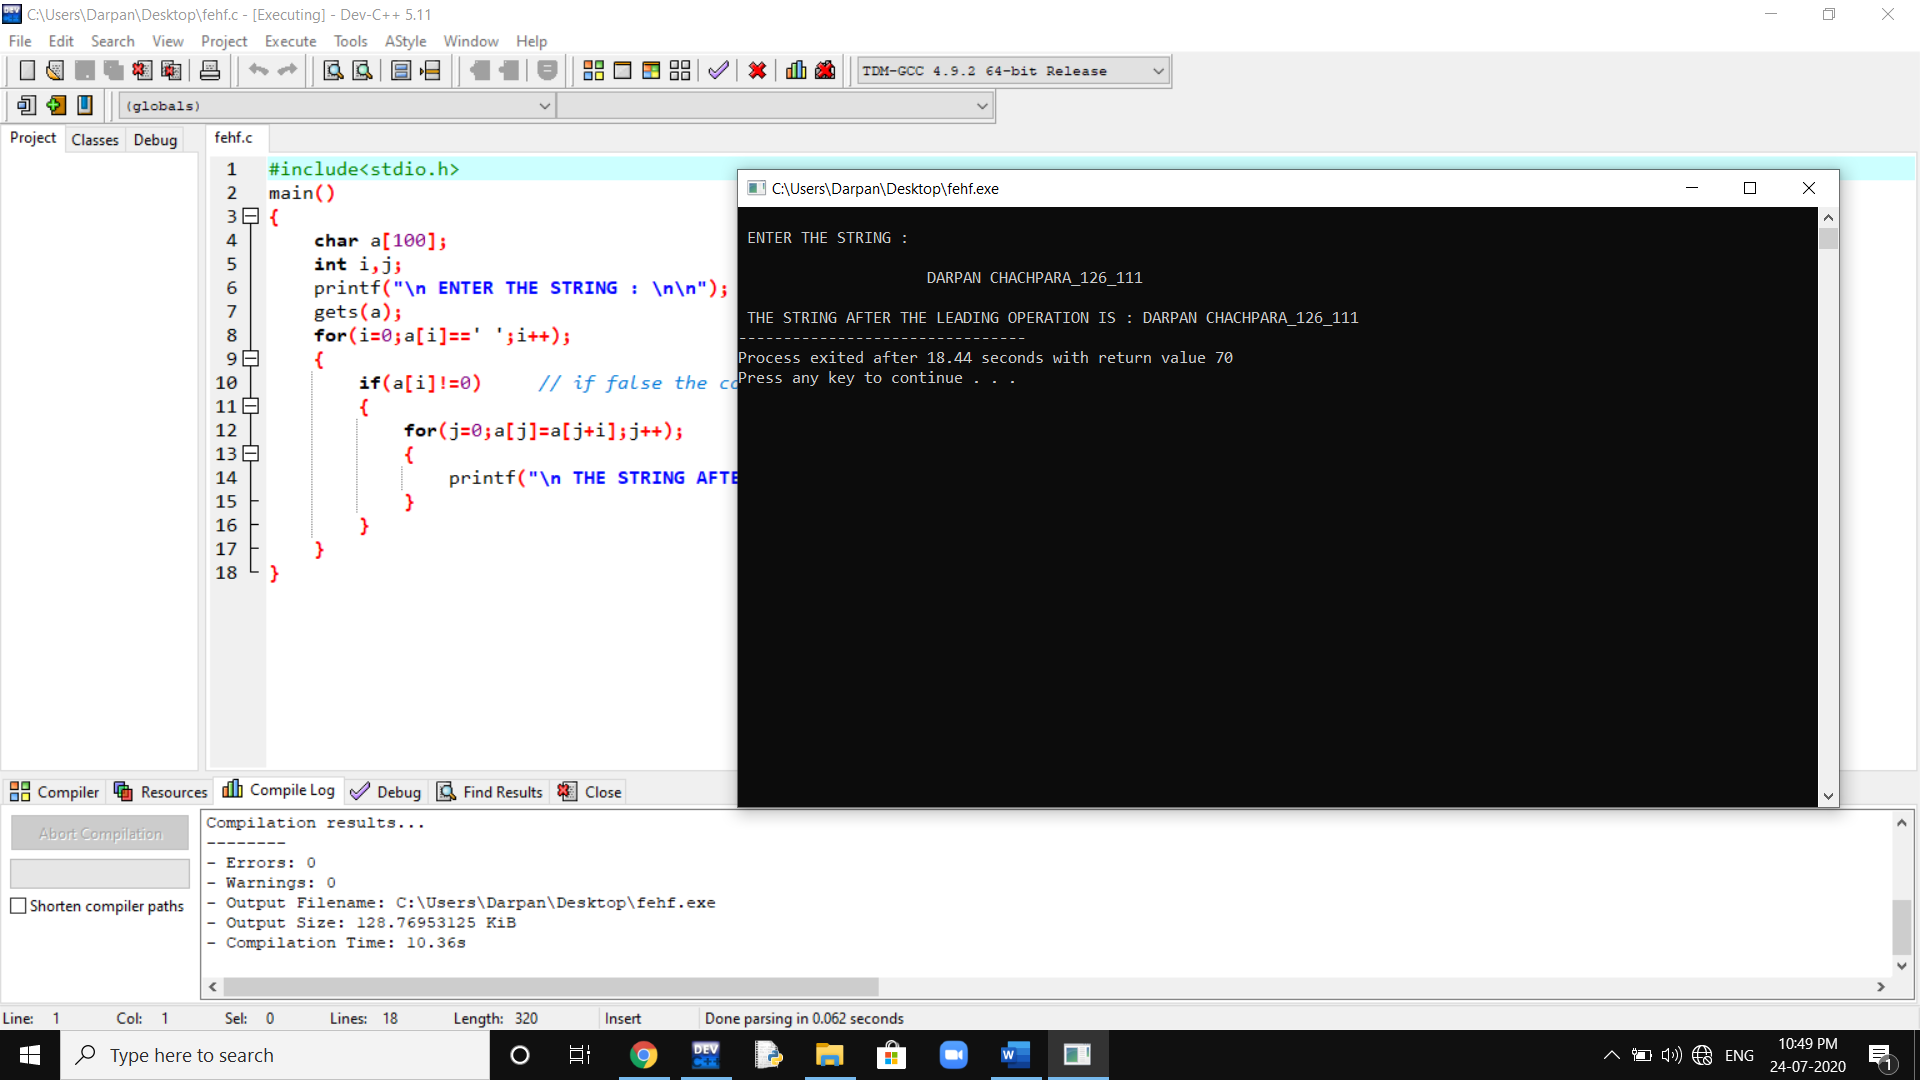 C:\Users\Darpan\Desktop\fehf.c - [Executing] - Dev-C++ 5.11
File Edit Search View Project Execute Tools AStyle Window Help
TDM-GCC 4.9.2 64-bit Release
(globals)
Project Classes Debug
fehf.c
1 #include<stdio.h>
2 main()
3 {
4 char a[100];
5 int i,j;
6 printf("\n ENTER THE STRING : \n\n");
7 gets(a);
8 for(i=0;a[i]==' ';i++);
9 {
10 if(a[i]!=0) // if false the co
11 {
12 for(j=0;a[j]=a[j+i];j++);
13 {
14 printf("\n THE STRING AFTE
15 }
16 }
17 }
18 }
C:\Users\Darpan\Desktop\fehf.exe
ENTER THE STRING :
DARPAN CHACHPARA_126_111
THE STRING AFTER THE LEADING OPERATION IS : DARPAN CHACHPARA_126_111
--------------------------------
Process exited after 18.44 seconds with return value 70
Press any key to continue . . .
Compiler Resources Compile Log Debug Find Results Close
Abort Compilation
Shorten compiler paths
Compilation results...
--------
- Errors: 0
- Warnings: 0
- Output Filename: C:\Users\Darpan\Desktop\fehf.exe
- Output Size: 128.76953125 KiB
- Compilation Time: 10.36s
Line: 1 Col: 1 Sel: 0 Lines: 18 Length: 320 Insert Done parsing in 0.062 seconds
Type here to search
DEV C++
W
ENG
10:49 PM
24-07-2020
1